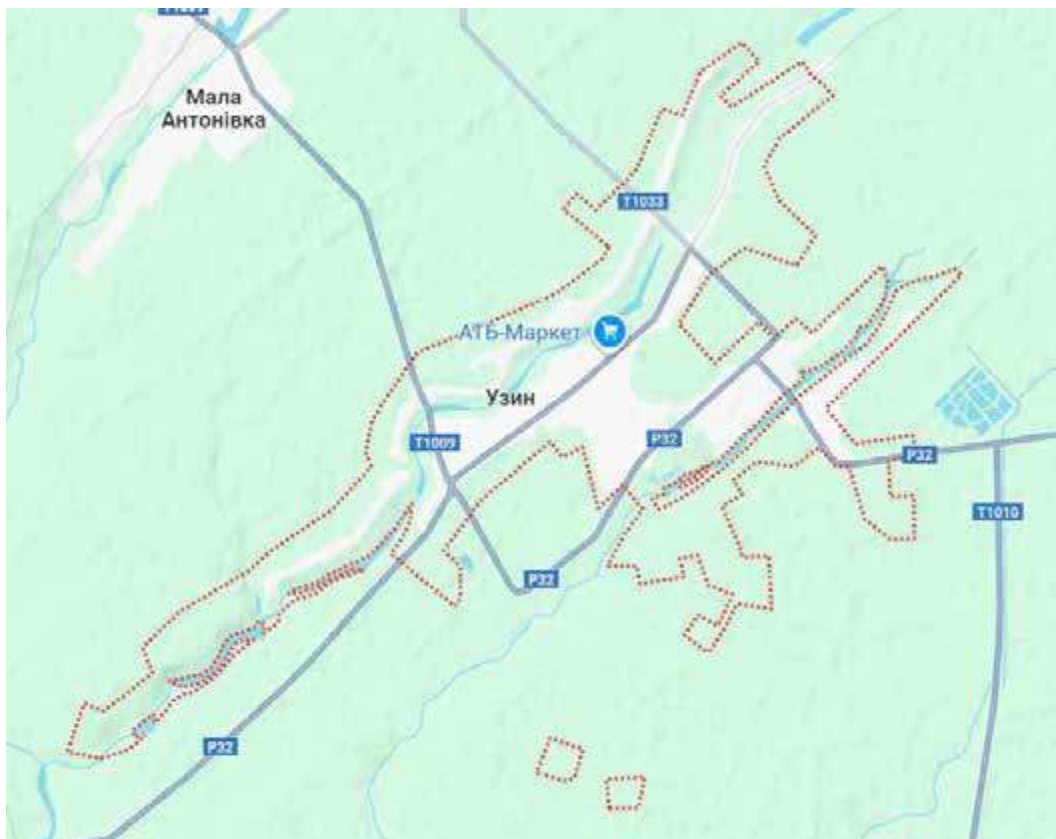 Мала
Антонівка
T1033
АТБ-Маркет
Узин
T1009
P32
P32
T1010
P32
P32